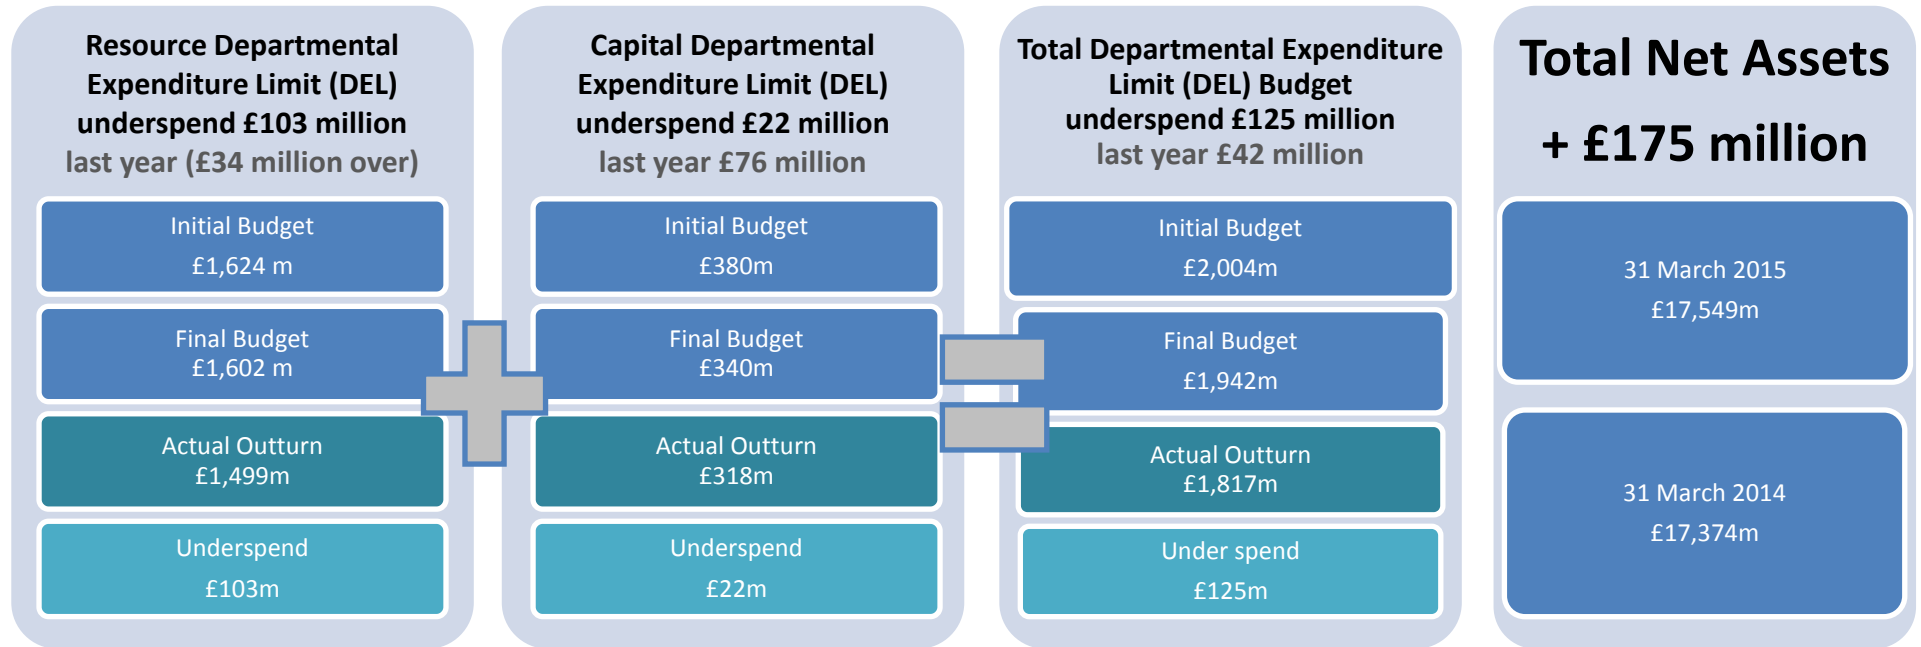 Resource Departmental
Expenditure Limit (DEL)
underspend £103 million
last year (£34 million over)
Initial Budget
£1,624 m
Final Budget
£1,602 m
Actual Outturn
£1,499m
Underspend
£103m
Capital Departmental
Expenditure Limit (DEL)
underspend £22 million
last year £76 million
Initial Budget
£380m
Final Budget
£340m
Actual Outturn
£318m
Underspend
£22m
Total Departmental Expenditure
Limit (DEL) Budget
underspend £125 million
last year £42 million
Initial Budget
£2,004m
Final Budget
£1,942m
Actual Outturn
£1,817m
Under spend
£125m
Total Net Assets
+ £175 million
31 March 2015
£17,549m
31 March 2014
£17,374m